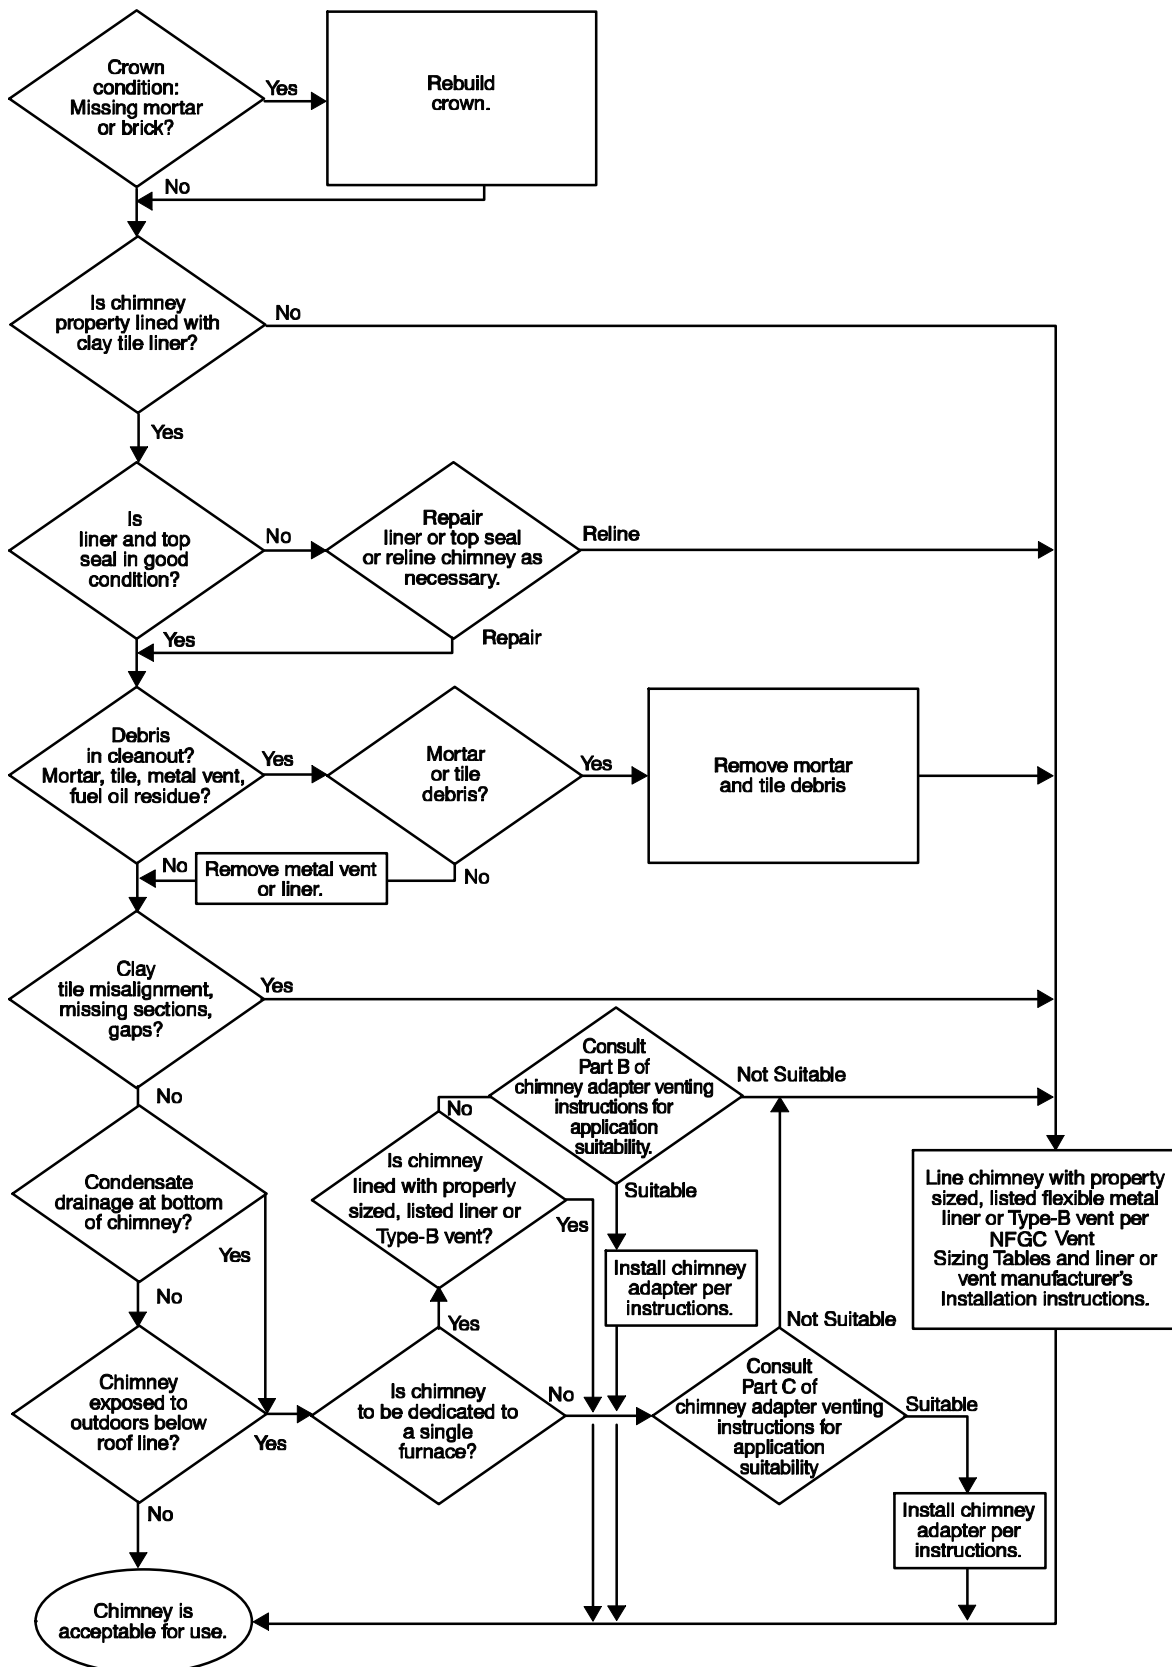 Crown
condition:
Missing mortar
or brick?
Yes
Rebuild
crown.
No
Is chimney
property lined with
clay tile liner?
No
Yes
Is
liner and top
seal in good
condition?
No
Repair
liner or top seal
or reline chimney as
necessary.
Reline
Yes
Repair
Debris
in cleanout?
Mortar, tile, metal vent,
fuel oil residue?
Yes
Mortar
or tile
debris?
Yes
Remove mortar
and tile debris
No
Remove metal vent
or liner.
No
Clay
tile misalignment,
missing sections,
gaps?
Yes
No
Consult
Part B of
chimney adapter venting
instructions for
application
suitability.
Not Suitable
No
Suitable
Condensate
drainage at bottom
of chimney?
Yes
No
Is chimney
lined with properly
sized, listed liner or
Type-B vent?
Yes
Install chimney
adapter per
instructions.
Line chimney with property
sized, listed flexible metal
liner or Type-B vent per
NFGC Vent
Sizing Tables and liner or
vent manufacturer's
Installation instructions.
Yes
Not Suitable
Chimney
exposed to
outdoors below
roof line?
Yes
Is chimney
to be dedicated to
a single
furnace?
No
Consult
Part C of
chimney adapter venting
instructions for
application
suitability
Suitable
No
Install chimney
adapter per
instructions.
Chimney is
acceptable for use.